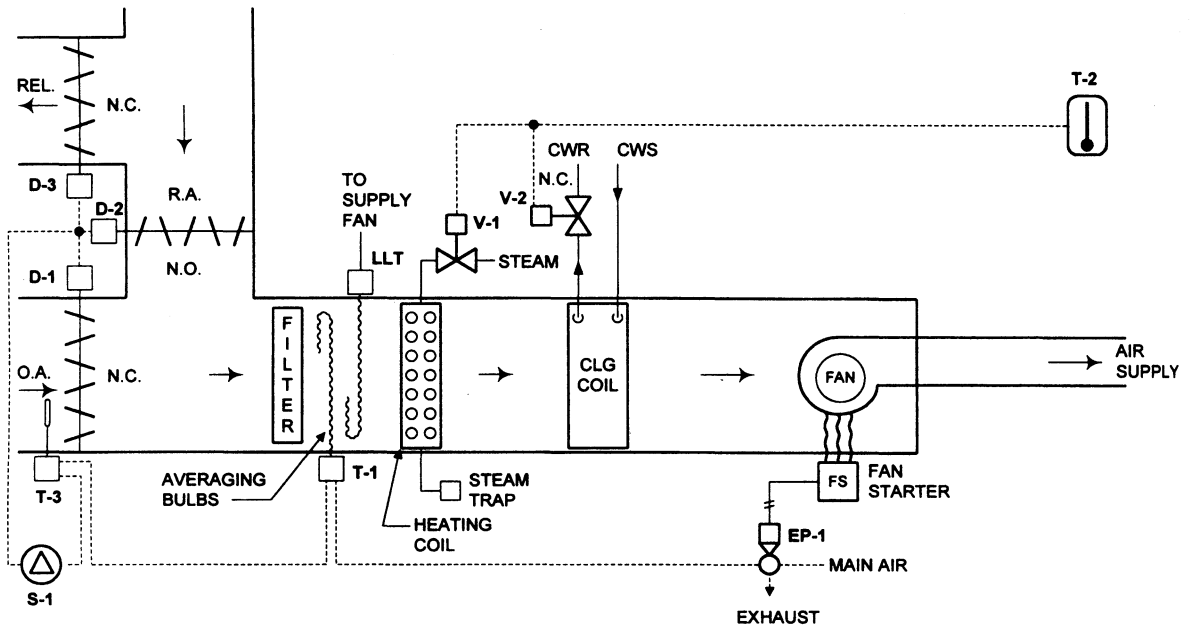 T-2
REL.
N.C.
CWR
CWS
N.C.
D-3
D-2
R.A.
TO
SUPPLY
FAN
V-2
V-1
D-1
N.O.
LLT
STEAM
O.A.
N.C.
FILTER
CLG
COIL
FAN
AIR
SUPPLY
T-3
AVERAGING
BULBS
T-1
STEAM
TRAP
HEATING
COIL
FS
FAN
STARTER
EP-1
MAIN AIR
S-1
EXHAUST